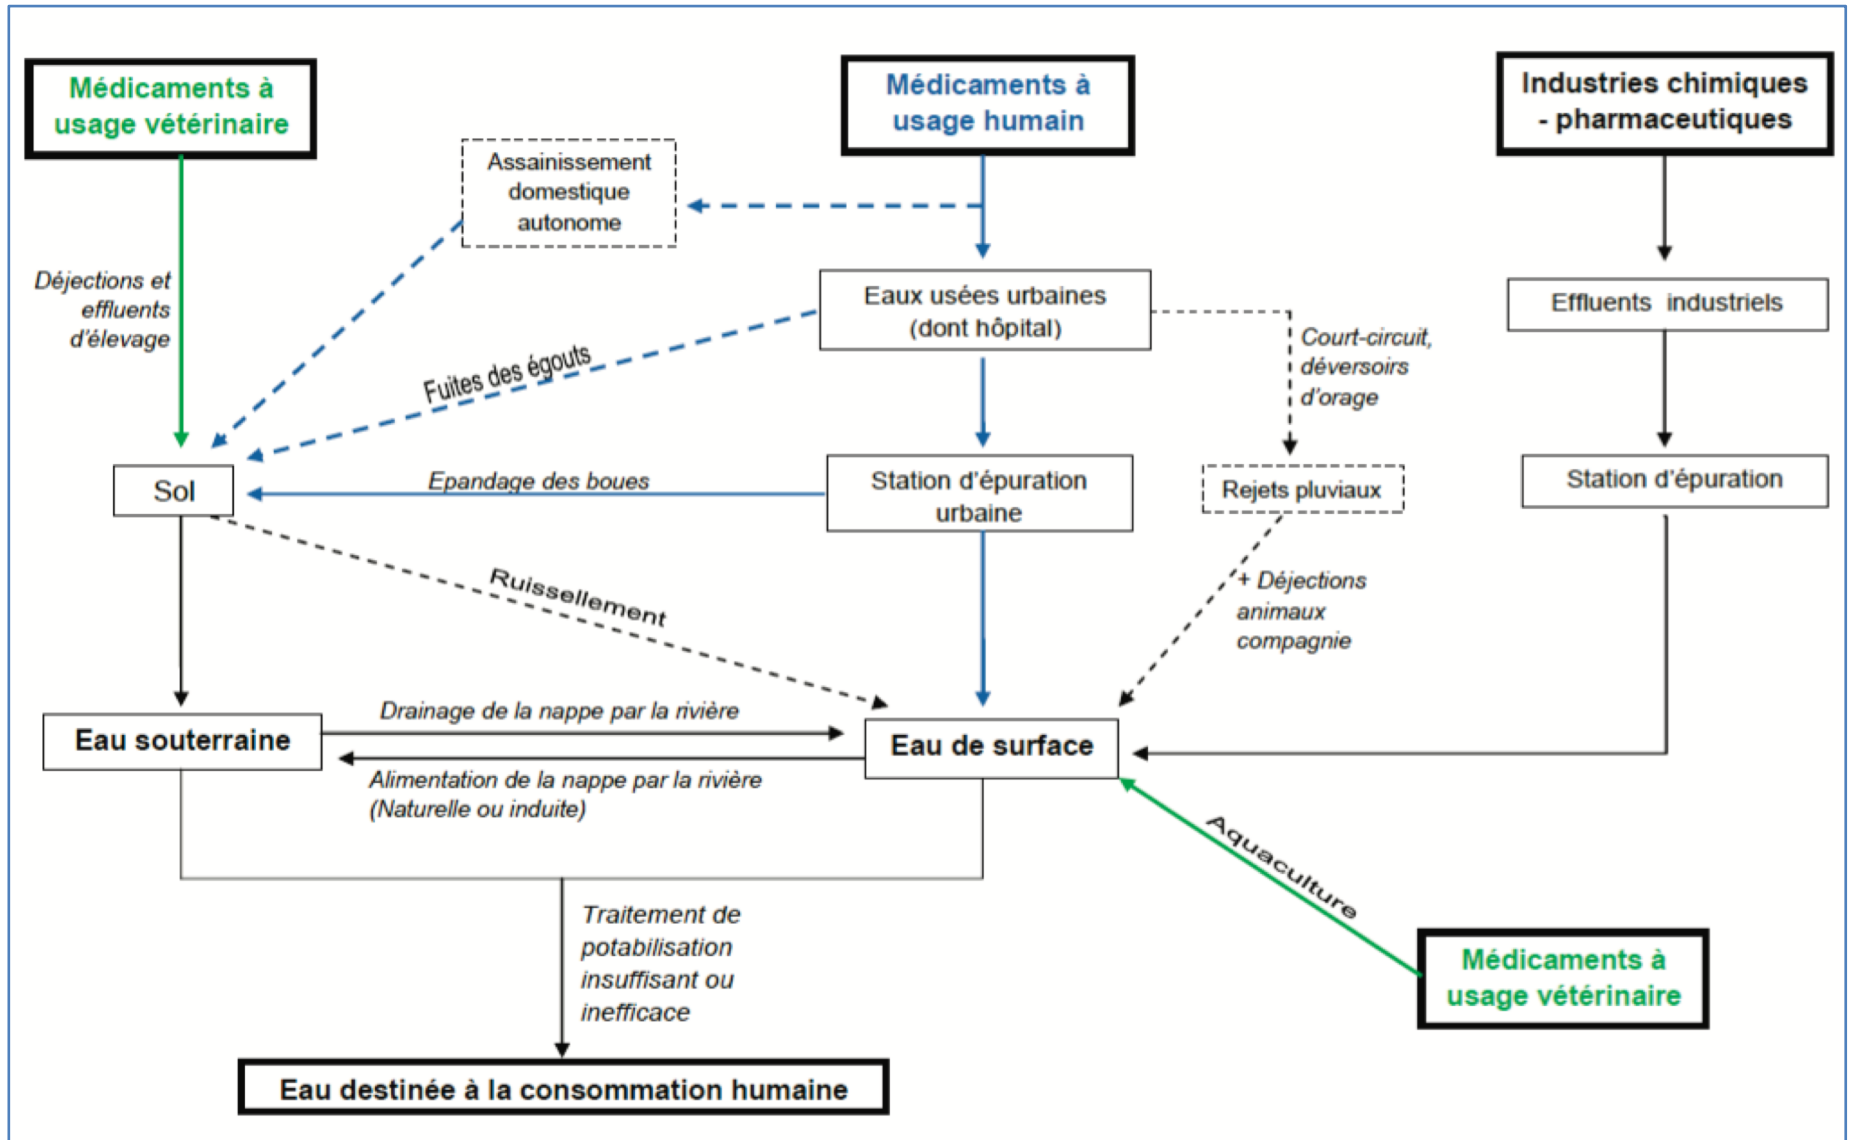 Médicaments à
usage vétérinaire
Médicaments à
usage humain
Industries chimiques
- pharmaceutiques
Assainissement
domestique
autonome
Déjections et
effluents
d'élevage
Eaux usées urbaines
(dont hôpital)
Effluents industriels
Court-circuit,
déversoirs
d'orage
Fuites des égouts
Sol
Epandage des boues
Station d'épuration
urbaine
Rejets pluviaux
Station d'épuration
Ruissellement
+ Déjections
animaux
compagnie
Eau souterraine
Drainage de la nappe par la rivière
Eau de surface
Alimentation de la nappe par la rivière
(Naturelle ou induite)
Aquaculture
Traitement de
potabilisation
insuffisant ou
inefficace
Médicaments à
usage vétérinaire
Eau destinée à la consommation humaine